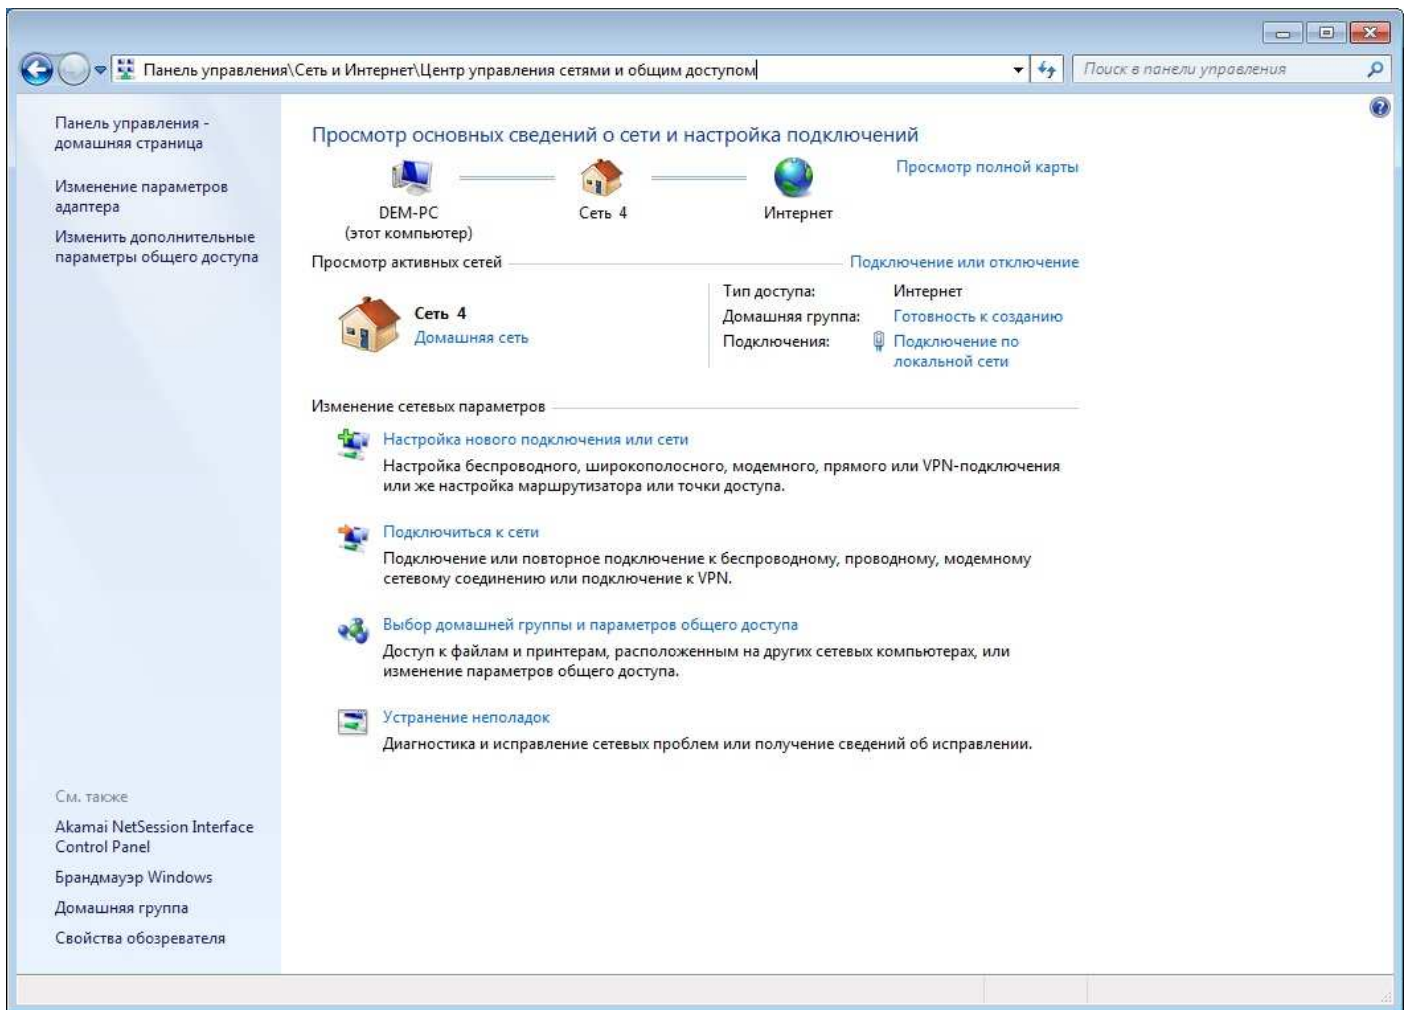 Панель управления\Сеть и Интернет\Центр управления сетями и общим доступом
Поиск в панели управления
Панель управления -
домашняя страница
Изменение параметров
адаптера
Изменить дополнительные
параметры общего доступа
Просмотр основных сведений о сети и настройка подключений
Просмотр полной карты
DEM-PC
(этот компьютер)
Сеть 4
Интернет
Просмотр активных сетей
Подключение или отключение
Сеть 4
Домашняя сеть
Тип доступа: Интернет
Домашняя группа: Готовность к созданию
Подключения: Подключение по
локальной сети
Изменение сетевых параметров
Настройка нового подключения или сети
Настройка беспроводного, широкополосного, модемного, прямого или VPN-подключения
или же настройка маршрутизатора или точки доступа.
Подключиться к сети
Подключение или повторное подключение к беспроводному, проводному, модемному
сетевому соединению или подключение к VPN.
Выбор домашней группы и параметров общего доступа
Доступ к файлам и принтерам, расположенным на других сетевых компьютерах, или
изменение параметров общего доступа.
Устранение неполадок
Диагностика и исправление сетевых проблем или получение сведений об исправлении.
См. также
Akamai NetSession Interface
Control Panel
Брандмауэр Windows
Домашняя группа
Свойства обозревателя